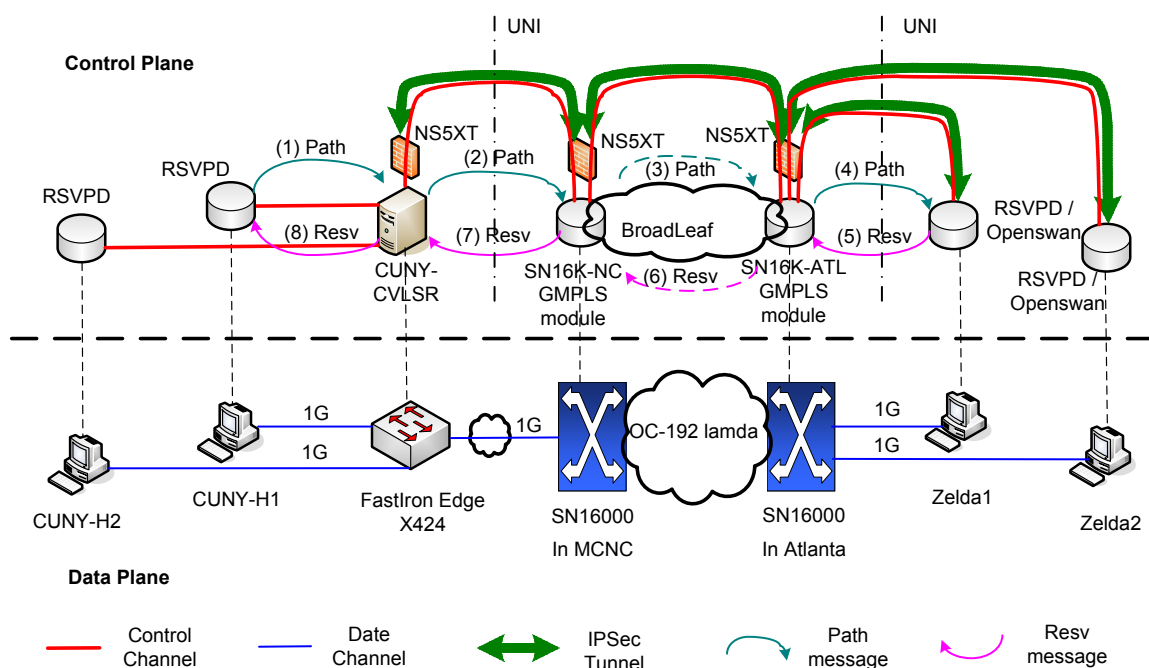 UNI
UNI
Control Plane
NS5XT
NS5XT
NS5XT
(1) Path
(2) Path
(3) Path
(4) Path
RSVPD
RSVPD
(8) Resv
(7) Resv
BroadLeaf
(5) Resv
RSVPD /
Openswan
(6) Resv
CUNY-
CVLSR
SN16K-NC
GMPLS
module
SN16K-ATL
GMPLS
module
RSVPD /
Openswan
1G
1G
1G
OC-192 lamda
1G
1G
CUNY-H1
CUNY-H2
FastIron Edge
X424
SN16000
In MCNC
SN16000
In Atlanta
Zelda1
Zelda2
Data Plane
Control
Channel
Date
Channel
IPSec
Tunnel
Path
message
Resv
message